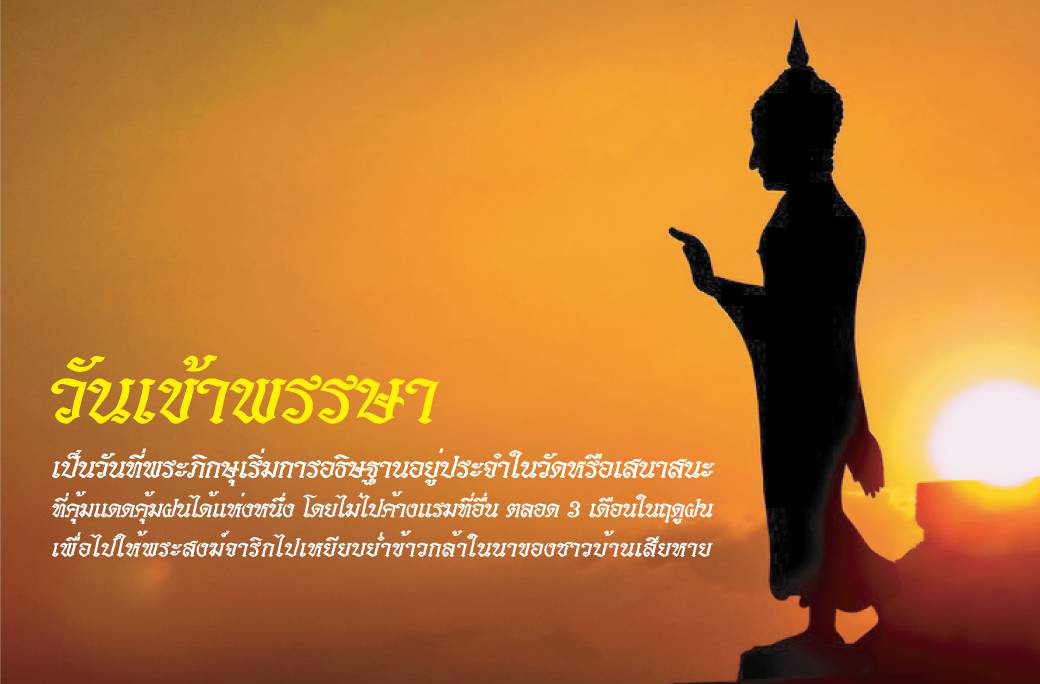 วันเข้าพรรษา
เป็นวันที่พระภิกษุเริ่มการอธิษฐานอยู่ประจำในวัดหรือเสนาสนะ
ที่คุ้มแดดคุ้มฝนได้แห่งหนึ่ง โดยไม่ไปค้างแรมที่อื่น ตลอด 3 เดือนในฤดูฝน
เพื่อไปให้พระสงฆ์จาริกไปเหยียบย่ำข้าวกล้าในนาของชาวบ้านเสียหาย